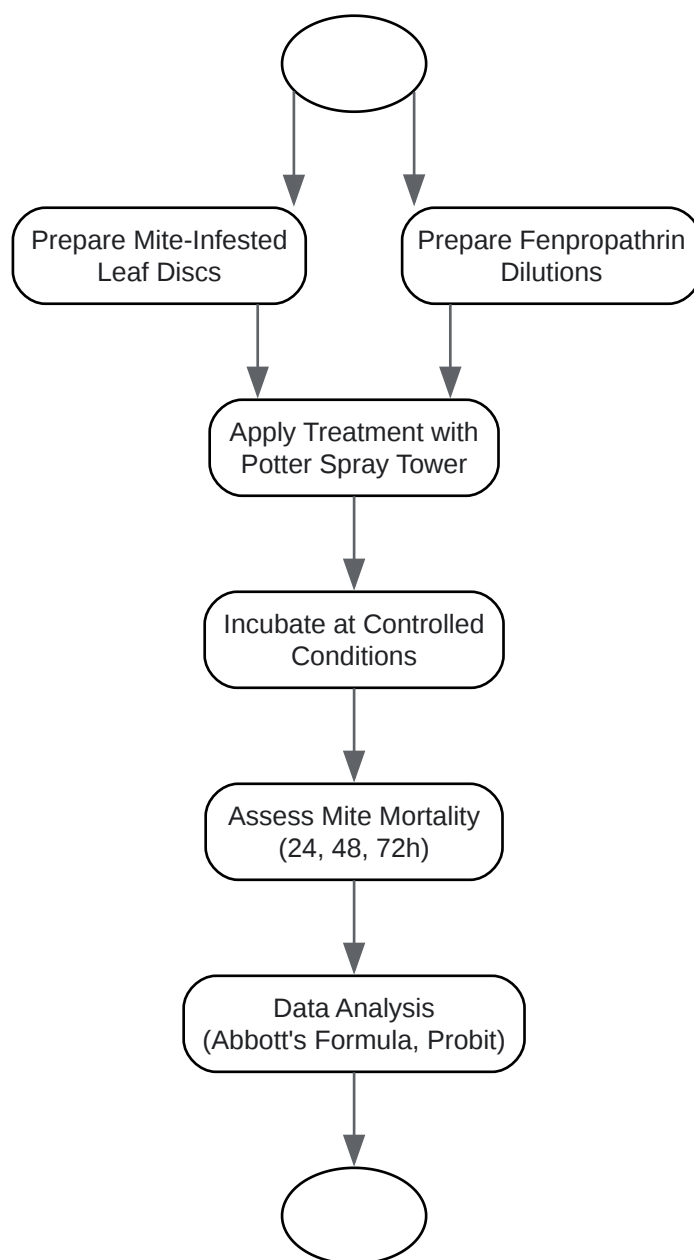 Prepare Mite-Infested
Leaf Discs
Prepare Fenpropathrin
Dilutions
Apply Treatment with
Potter Spray Tower
Incubate at Controlled
Conditions
Assess Mite Mortality
(24, 48, 72h)
Data Analysis
(Abbott's Formula, Probit)